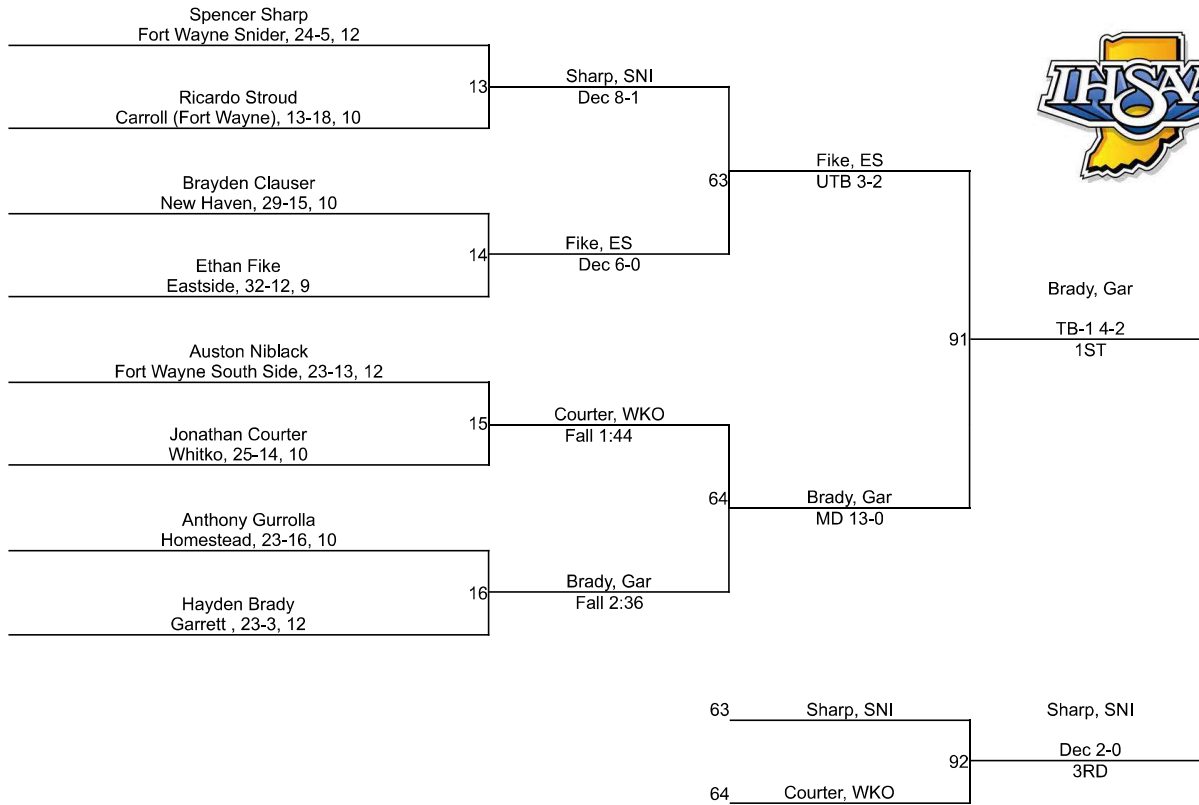 Spencer Sharp
Fort Wayne Snider, 24-5, 12
Ricardo Stroud
Carroll (Fort Wayne), 13-18, 10
13
Sharp, SNI
Dec 8-1
Brayden Clauser
New Haven, 29-15, 10
Ethan Fike
Eastside, 32-12, 9
14
Fike, ES
Dec 6-0
63
Fike, ES
UTB 3-2
Auston Niblack
Fort Wayne South Side, 23-13, 12
Jonathan Courter
Whitko, 25-14, 10
15
Courter, WKO
Fall 1:44
Anthony Gurrolla
Homestead, 23-16, 10
Hayden Brady
Garrett , 23-3, 12
16
Brady, Gar
Fall 2:36
64
Brady, Gar
MD 13-0
91
Brady, Gar
TB-1 4-2
1ST
63
Sharp, SNI
64
Courter, WKO
92
Sharp, SNI
Dec 2-0
3RD
IHSAA